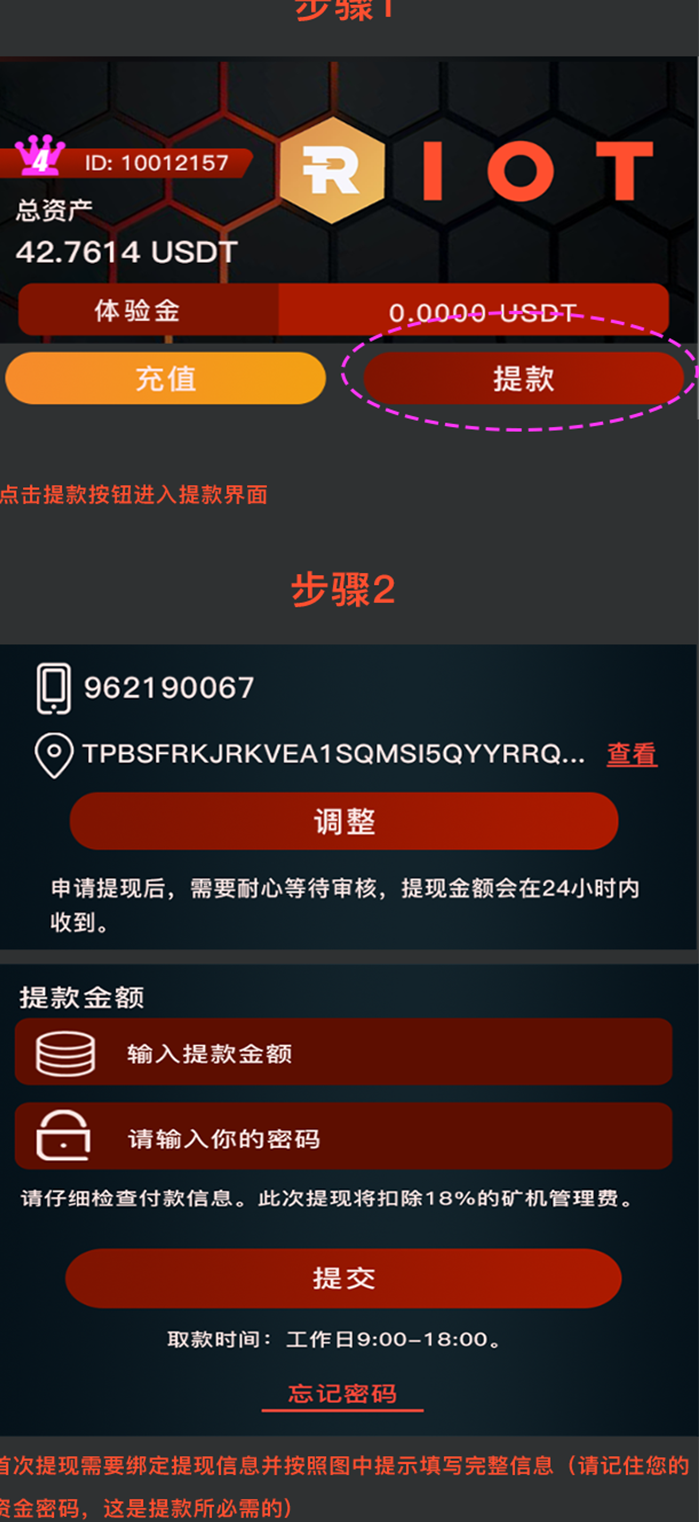 步骤1
4 ID: 10012157
R I O T
总资产
42.7614 USDT
体验金 0.0000 USDT
充值 提款
点击提款按钮进入提款界面
步骤2
962190067
TPBSFRKJRKVEA1SQMSI5QYYRRQ... 查看
调整
申请提现后，需要耐心等待审核，提现金额会在24小时内
收到。
提款金额
输入提款金额
请输入你的密码
请仔细检查付款信息。此次提现将扣除18%的矿机管理费。
提交
取款时间：工作日9:00-18:00。
忘记密码
首次提现需要绑定提现信息并按照图中提示填写完整信息（请记住您的
资金密码，这是提款所必需的）